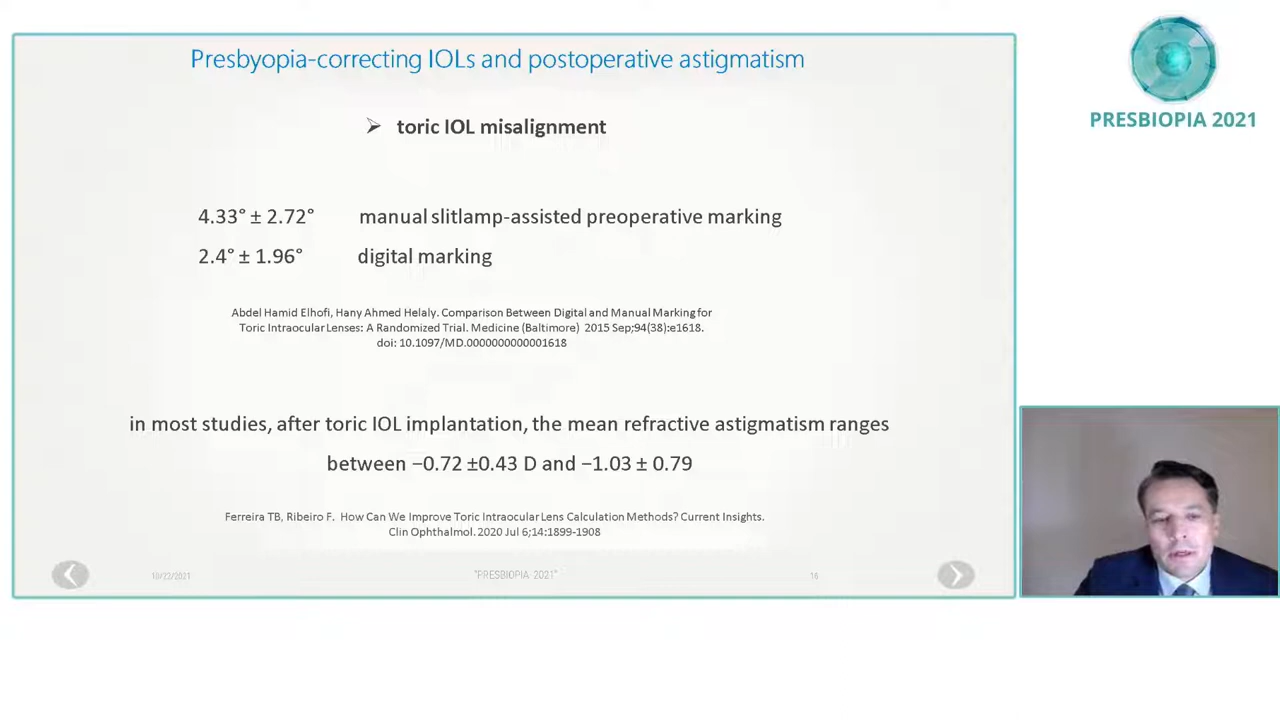 Presbyopia-correcting IOLs and postoperative astigmatism
PRESBIOPIA 2021
➢ toric IOL misalignment
4.33° ± 2.72° manual slitlamp-assisted preoperative marking
2.4° ± 1.96° digital marking
Abdel Hamid Elhofi, Hany Ahmed Helaly. Comparison Between Digital and Manual Marking for
Toric Intraocular Lenses: A Randomized Trial. Medicine (Baltimore) 2015 Sep;94(38):e1618.
doi: 10.1097/MD.0000000000001618
in most studies, after toric IOL implantation, the mean refractive astigmatism ranges
between −0.72 ±0.43 D and −1.03 ± 0.79
Ferreira TB, Ribeiro F. How Can We Improve Toric Intraocular Lens Calculation Methods? Current Insights.
Clin Ophthalmol. 2020 Jul 6;14:1899-1908
10/22/2021 "PRESBIOPIA 2021" 16